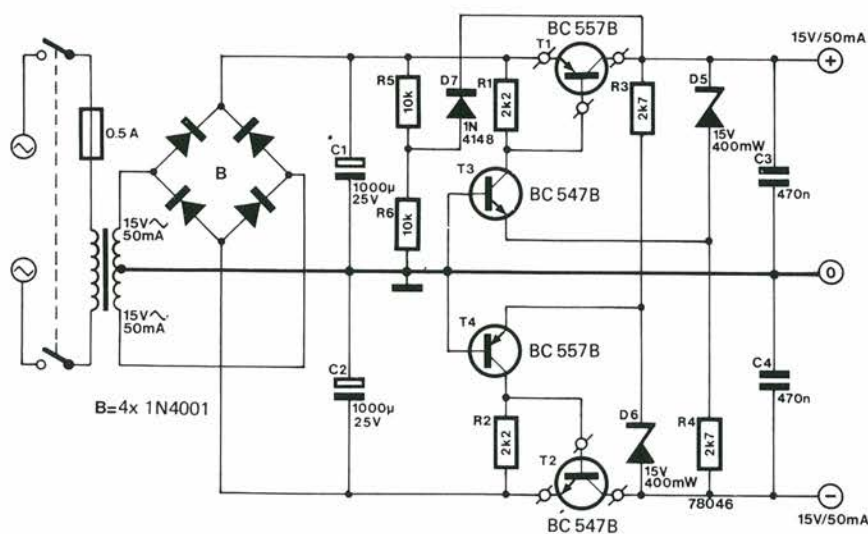 BC 557B
15V/50mA
T1
+
R5
10k
D7
1N
4148
R1
2k2
R3
2k7
D5
15V
400mW
0.5 A
B
C1
1000µ
25V
T3
BC 547B
C3
470n
R6
10k
15V~
50mA
0
15V~
50mA
T4
BC 557B
C2
1000µ
25V
C4
470n
B=4x 1N4001
R2
2k2
D6
15V
400mW
R4
2k7
T2
78046
BC 547B
−
15V/50mA